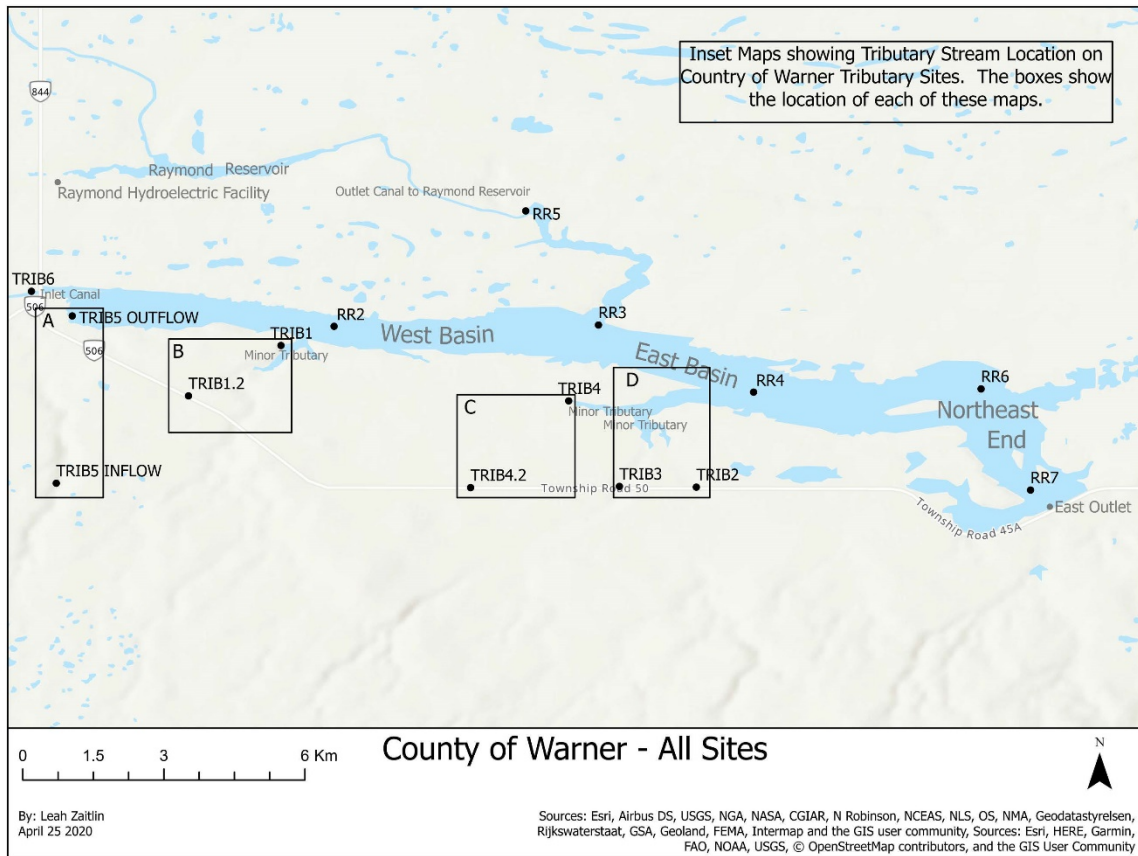 Inset Maps showing Tributary Stream Location on
Country of Warner Tributary Sites. The boxes show
the location of each of these maps.
844
Raymond Reservoir
Raymond Hydroelectric Facility
Outlet Canal to Raymond Reservoir
RR5
TRIB6
Inlet Canal
506
A
TRIB5 OUTFLOW
506
B
TRIB1
Minor Tributary
TRIB1.2
RR2
West Basin
RR3
East Basin
RR4
RR6
Northeast
End
C
TRIB4
D
Minor Tributary
Minor Tributary
TRIB5 INFLOW
TRIB4.2
Township Road 50
TRIB3
TRIB2
RR7
East Outlet
Township Road 45A
0 1.5 3 6 Km
County of Warner - All Sites
N
By: Leah Zaitlin
April 25 2020
Sources: Esri, Airbus DS, USGS, NGA, NASA, CGIAR, N Robinson, NCEAS, NLS, OS, NMA, Geodatastyrelsen,
Rijkswaterstaat, GSA, Geoland, FEMA, Intermap and the GIS user community, Sources: Esri, HERE, Garmin,
FAO, NOAA, USGS, © OpenStreetMap contributors, and the GIS User Community